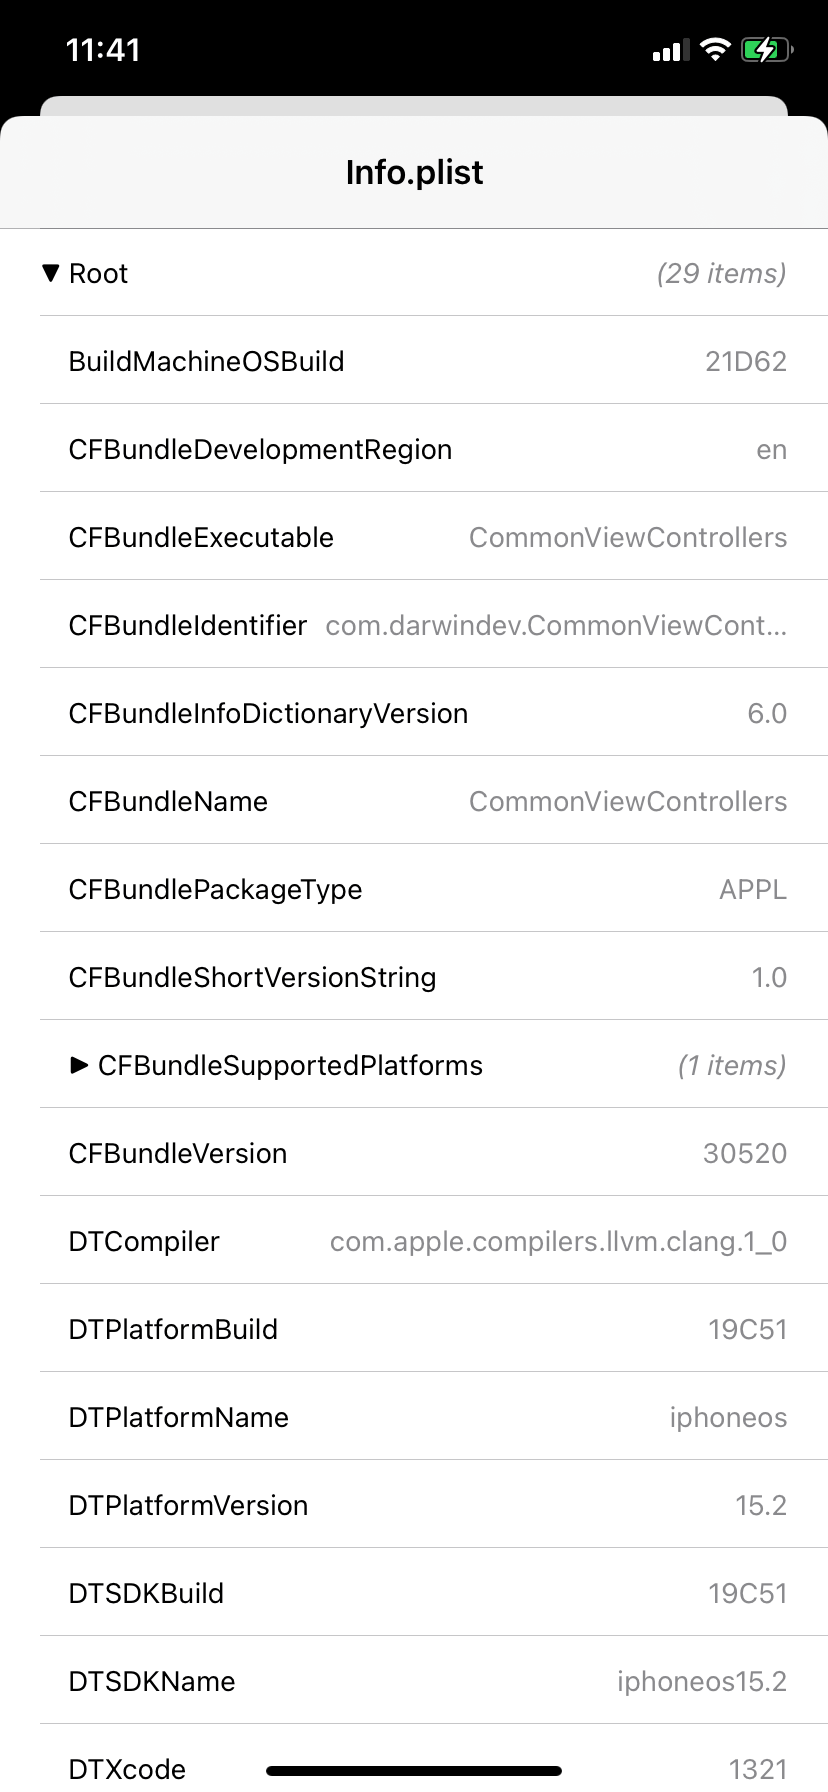 11:41
Info.plist
▼ Root (29 items)
BuildMachineOSBuild 21D62
CFBundleDevelopmentRegion en
CFBundleExecutable CommonViewControllers
CFBundleIdentifier com.darwindev.CommonViewCont...
CFBundleInfoDictionaryVersion 6.0
CFBundleName CommonViewControllers
CFBundlePackageType APPL
CFBundleShortVersionString 1.0
▶ CFBundleSupportedPlatforms (1 items)
CFBundleVersion 30520
DTCompiler com.apple.compilers.llvm.clang.1_0
DTPlatformBuild 19C51
DTPlatformName iphoneos
DTPlatformVersion 15.2
DTSDKBuild 19C51
DTSDKName iphoneos15.2
DTXcode 1321